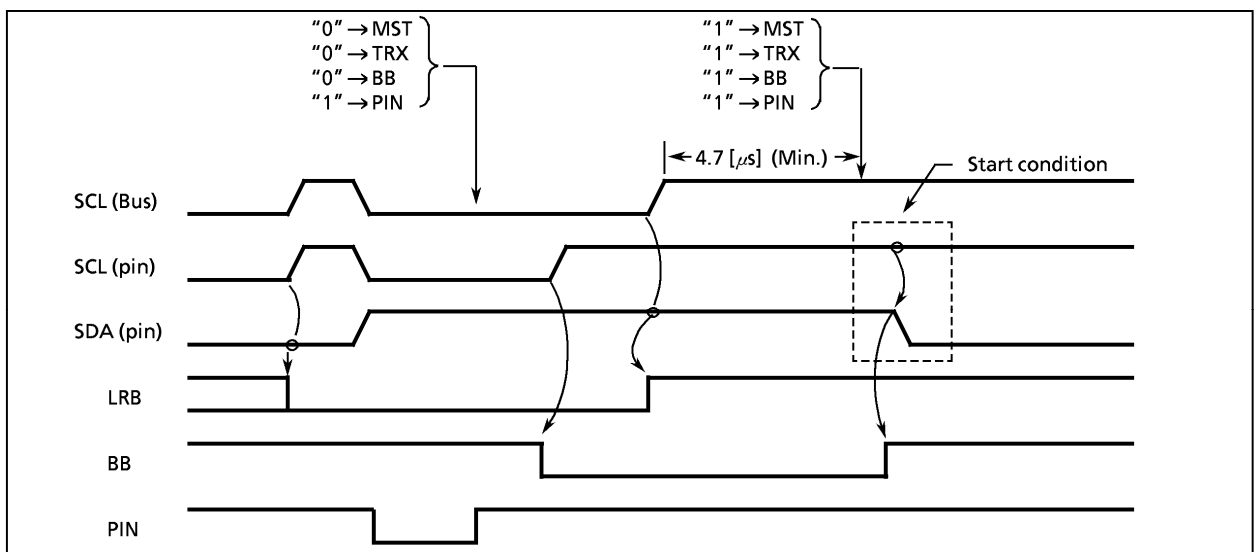 “0” → MST
“0” → TRX
“0” → BB
“1” → PIN
“1” → MST
“1” → TRX
“1” → BB
“1” → PIN
4.7 [μs] (Min.)
Start condition
SCL (Bus)
SCL (pin)
SDA (pin)
LRB
BB
PIN